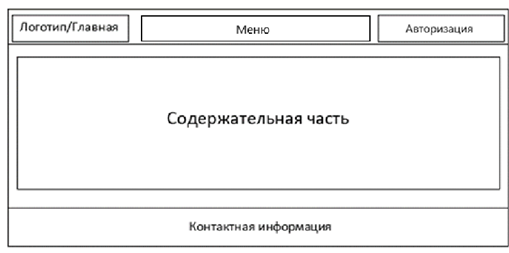 Логотип/Главная
Меню
Авторизация
Содержательная часть
Контактная информация